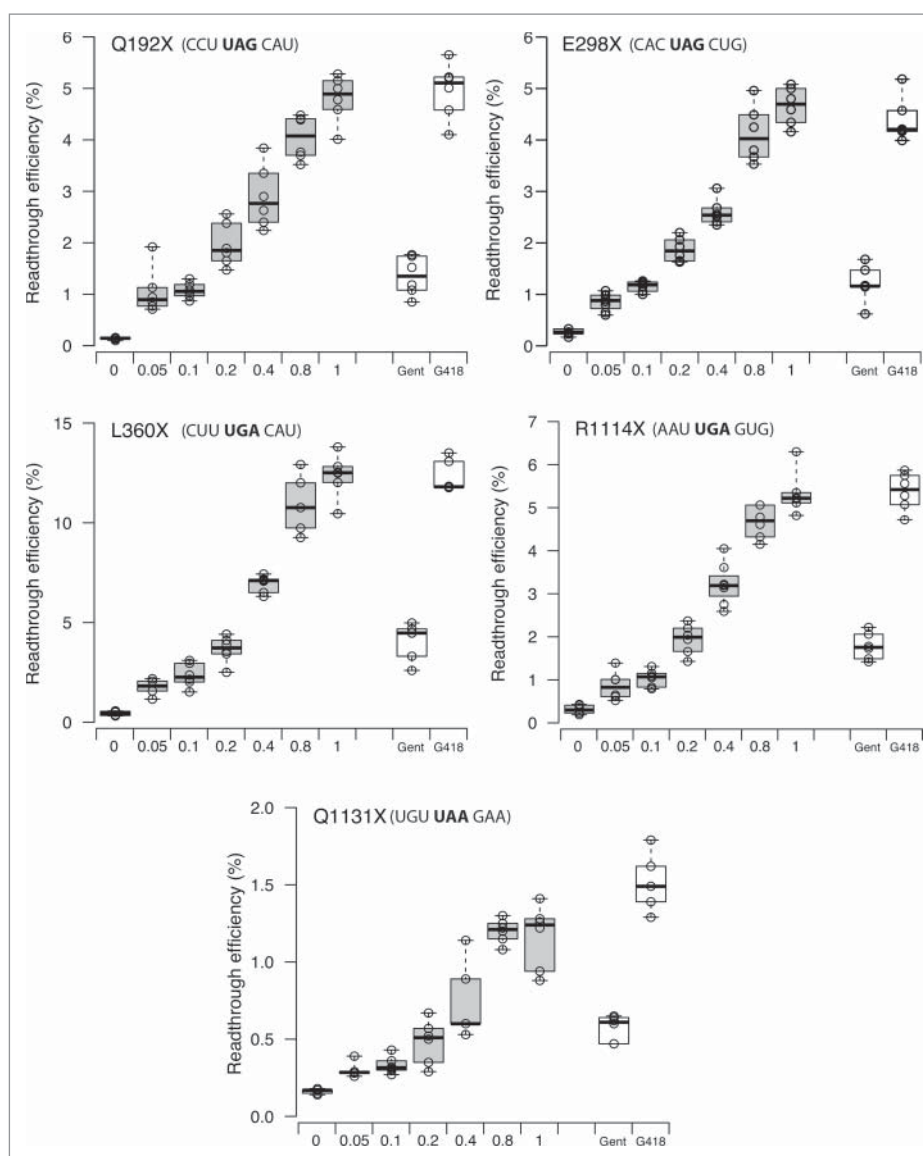 Q192X (CCU UAG CAU)
Readthrough efficiency (%)
6
5
4
3
2
1
0
0 0.05 0.1 0.2 0.4 0.8 1 Gent G418
E298X (CAC UAG CUG)
Readthrough efficiency (%)
6
5
4
3
2
1
0
0 0.05 0.1 0.2 0.4 0.8 1 Gent G418
L360X (CUU UGA CAU)
Readthrough efficiency (%)
15
10
5
0
0 0.05 0.1 0.2 0.4 0.8 1 Gent G418
R1114X (AAU UGA GUG)
Readthrough efficiency (%)
7
6
5
4
3
2
1
0
0 0.05 0.1 0.2 0.4 0.8 1 Gent G418
Q1131X (UGU UAA GAA)
Readthrough efficiency (%)
2.0
1.5
1.0
0.5
0.0
0 0.05 0.1 0.2 0.4 0.8 1 Gent G418